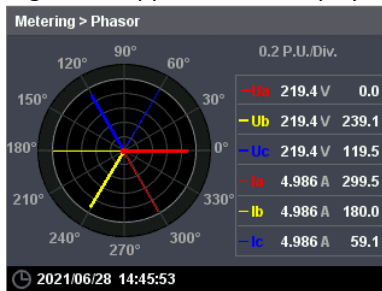 Metering > Phasor
0.2 P.U./Div.
90°
120° 60°
150° 30°
180° 0°
210° 330°
240° 300°
270°
Ua 219.4 V 0.0
Ub 219.4 V 239.1
Uc 219.4 V 119.5
Ia 4.986 A 299.5
Ib 4.986 A 180.0
Ic 4.986 A 59.1
2021/06/28 14:45:53